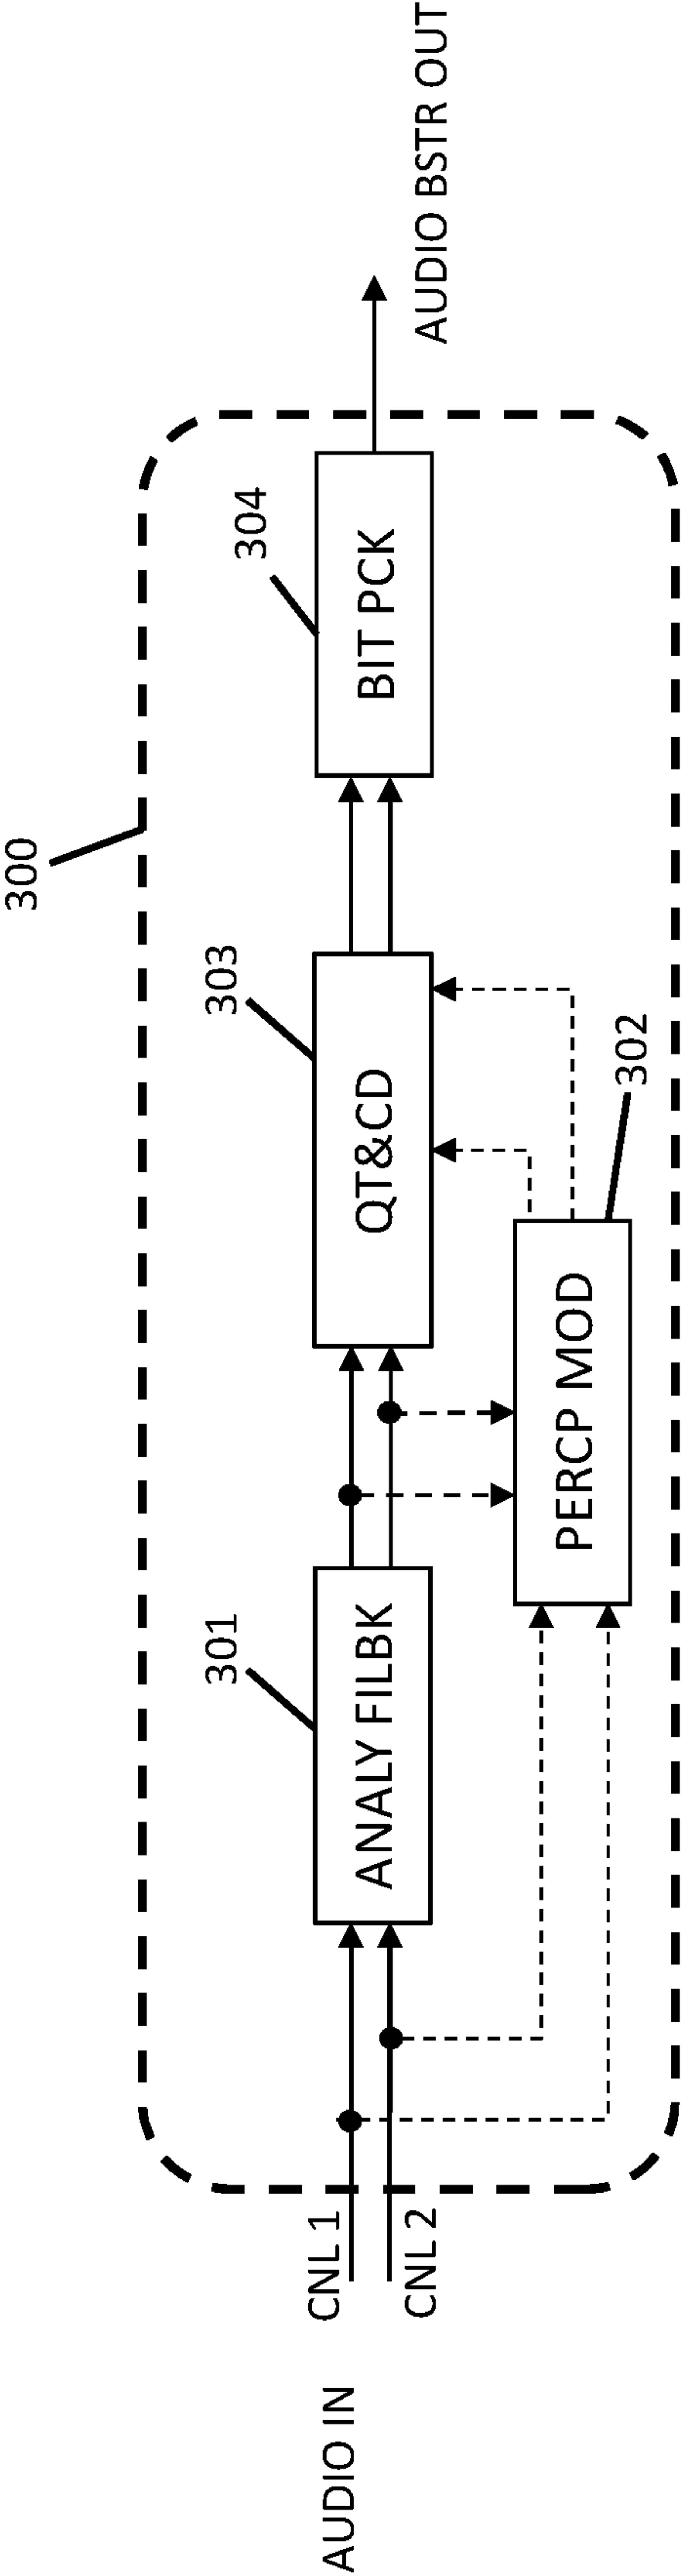 300
304
303
301
302
AUDIO IN
CNL 1
CNL 2
ANALY FILBK
QT&CD
BIT PCK
PERCP MOD
AUDIO BSTR OUT